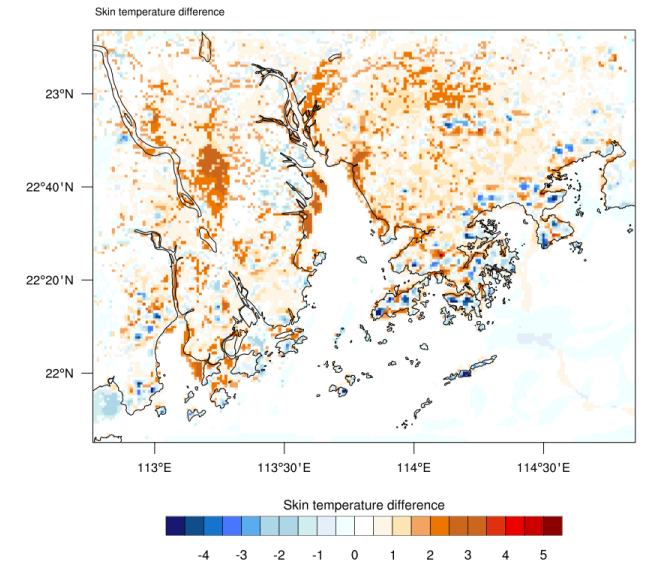 Skin temperature difference
23°N
22°40'N
22°20'N
22°N
113°E
113°30'E
114°E
114°30'E
Skin temperature difference
-4 -3 -2 -1 0 1 2 3 4 5